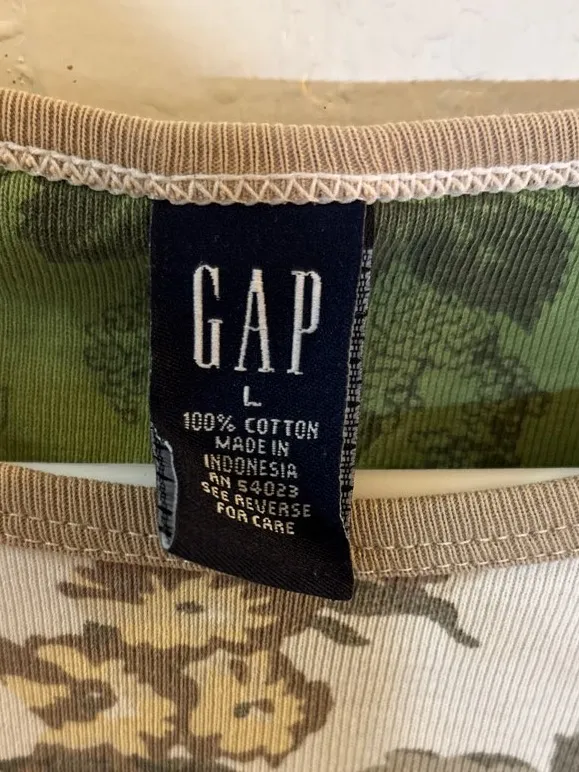 GAP
L
100% COTTON
MADE IN
INDONESIA
RN 54023
SEE REVERSE
FOR CARE